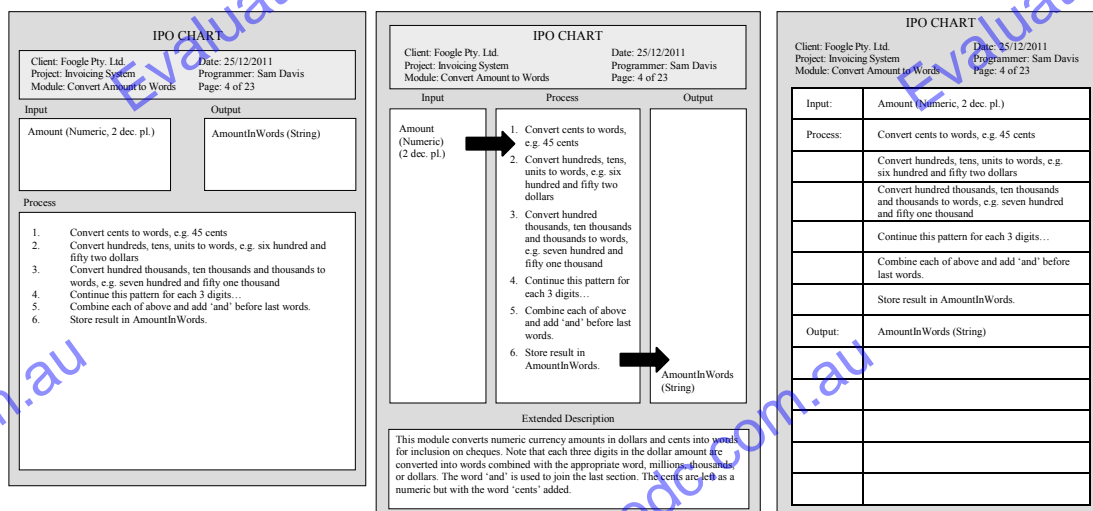 IPO CHART
Client: Foogle Pty. Ltd.
Date: 25/12/2011
Project: Invoicing System
Programmer: Sam Davis
Module: Convert Amount to Words
Page: 4 of 23
Input
Output
Amount (Numeric, 2 dec. pl.)
AmountInWords (String)
Process
1. Convert cents to words, e.g. 45 cents
2. Convert hundreds, tens, units to words, e.g. six hundred and
fifty two dollars
3. Convert hundred thousands, ten thousands and thousands to
words, e.g. seven hundred and fifty one thousand
4. Continue this pattern for each 3 digits…
5. Combine each of above and add ‘and’ before last words.
6. Store result in AmountInWords.
IPO CHART
Client: Foogle Pty. Ltd.
Date: 25/12/2011
Project: Invoicing System
Programmer: Sam Davis
Module: Convert Amount to Words
Page: 4 of 23
Input
Process
Output
Amount
(Numeric)
(2 dec. pl.)
1. Convert cents to words,
e.g. 45 cents
2. Convert hundreds, tens,
units to words, e.g. six
hundred and fifty two
dollars
3. Convert hundred
thousands, ten thousands
and thousands to words,
e.g. seven hundred and
fifty one thousand
4. Continue this pattern for
each 3 digits…
5. Combine each of above
and add ‘and’ before last
words.
6. Store result in
AmountInWords.
AmountInWords
(String)
Extended Description
This module converts numeric currency amounts in dollars and cents into words
for inclusion on cheques. Note that each three digits in the dollar amount are
converted into words combined with the appropriate word, millions, thousands,
or dollars. The word ‘and’ is used to join the last section. The cents are left as a
numeric but with the word ‘cents’ added.
IPO CHART
Client: Foogle Pty. Ltd.
Date: 25/12/2011
Project: Invoicing System
Programmer: Sam Davis
Module: Convert Amount to Words
Page: 4 of 23
Input: Amount (Numeric, 2 dec. pl.)
Process: Convert cents to words, e.g. 45 cents
Convert hundreds, tens, units to words, e.g.
six hundred and fifty two dollars
Convert hundred thousands, ten thousands
and thousands to words, e.g. seven hundred
and fifty one thousand
Continue this pattern for each 3 digits…
Combine each of above and add ‘and’ before
last words.
Store result in AmountInWords.
Output: AmountInWords (String)